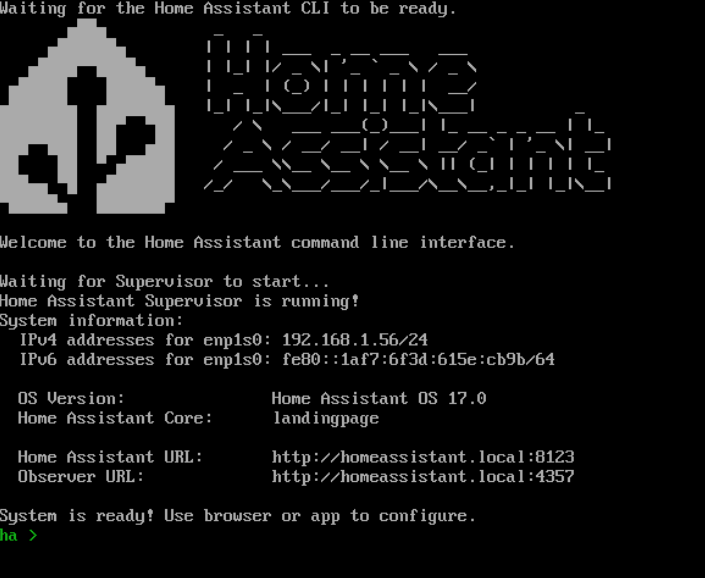 Waiting for the Home Assistant CLI to be ready.
Home
Assistant
Welcome to the Home Assistant command line interface.
Waiting for Supervisor to start...
Home Assistant Supervisor is running!
System information:
IPv4 addresses for enp1s0: 192.168.1.56/24
IPv6 addresses for enp1s0: fe80::1af7:6f3d:615e:cb9b/64
OS Version: Home Assistant OS 17.0
Home Assistant Core: landingpage
Home Assistant URL: http://homeassistant.local:8123
Observer URL: http://homeassistant.local:4357
System is ready! Use browser or app to configure.
ha >